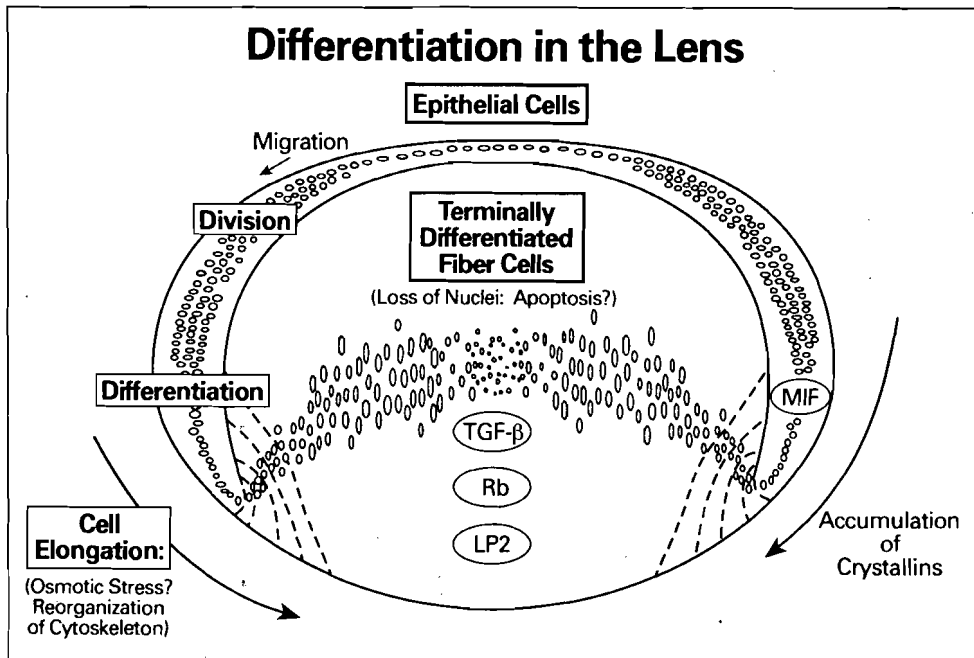 Differentiation in the Lens
Epithelial Cells
Migration
Division
Terminally
Differentiated
Fiber Cells
(Loss of Nuclei: Apoptosis?)
Differentiation
MIF
TGF-β
Rb
LP2
Cell
Elongation:
(Osmotic Stress?
Reorganization
of Cytoskeleton)
Accumulation
of
Crystallins